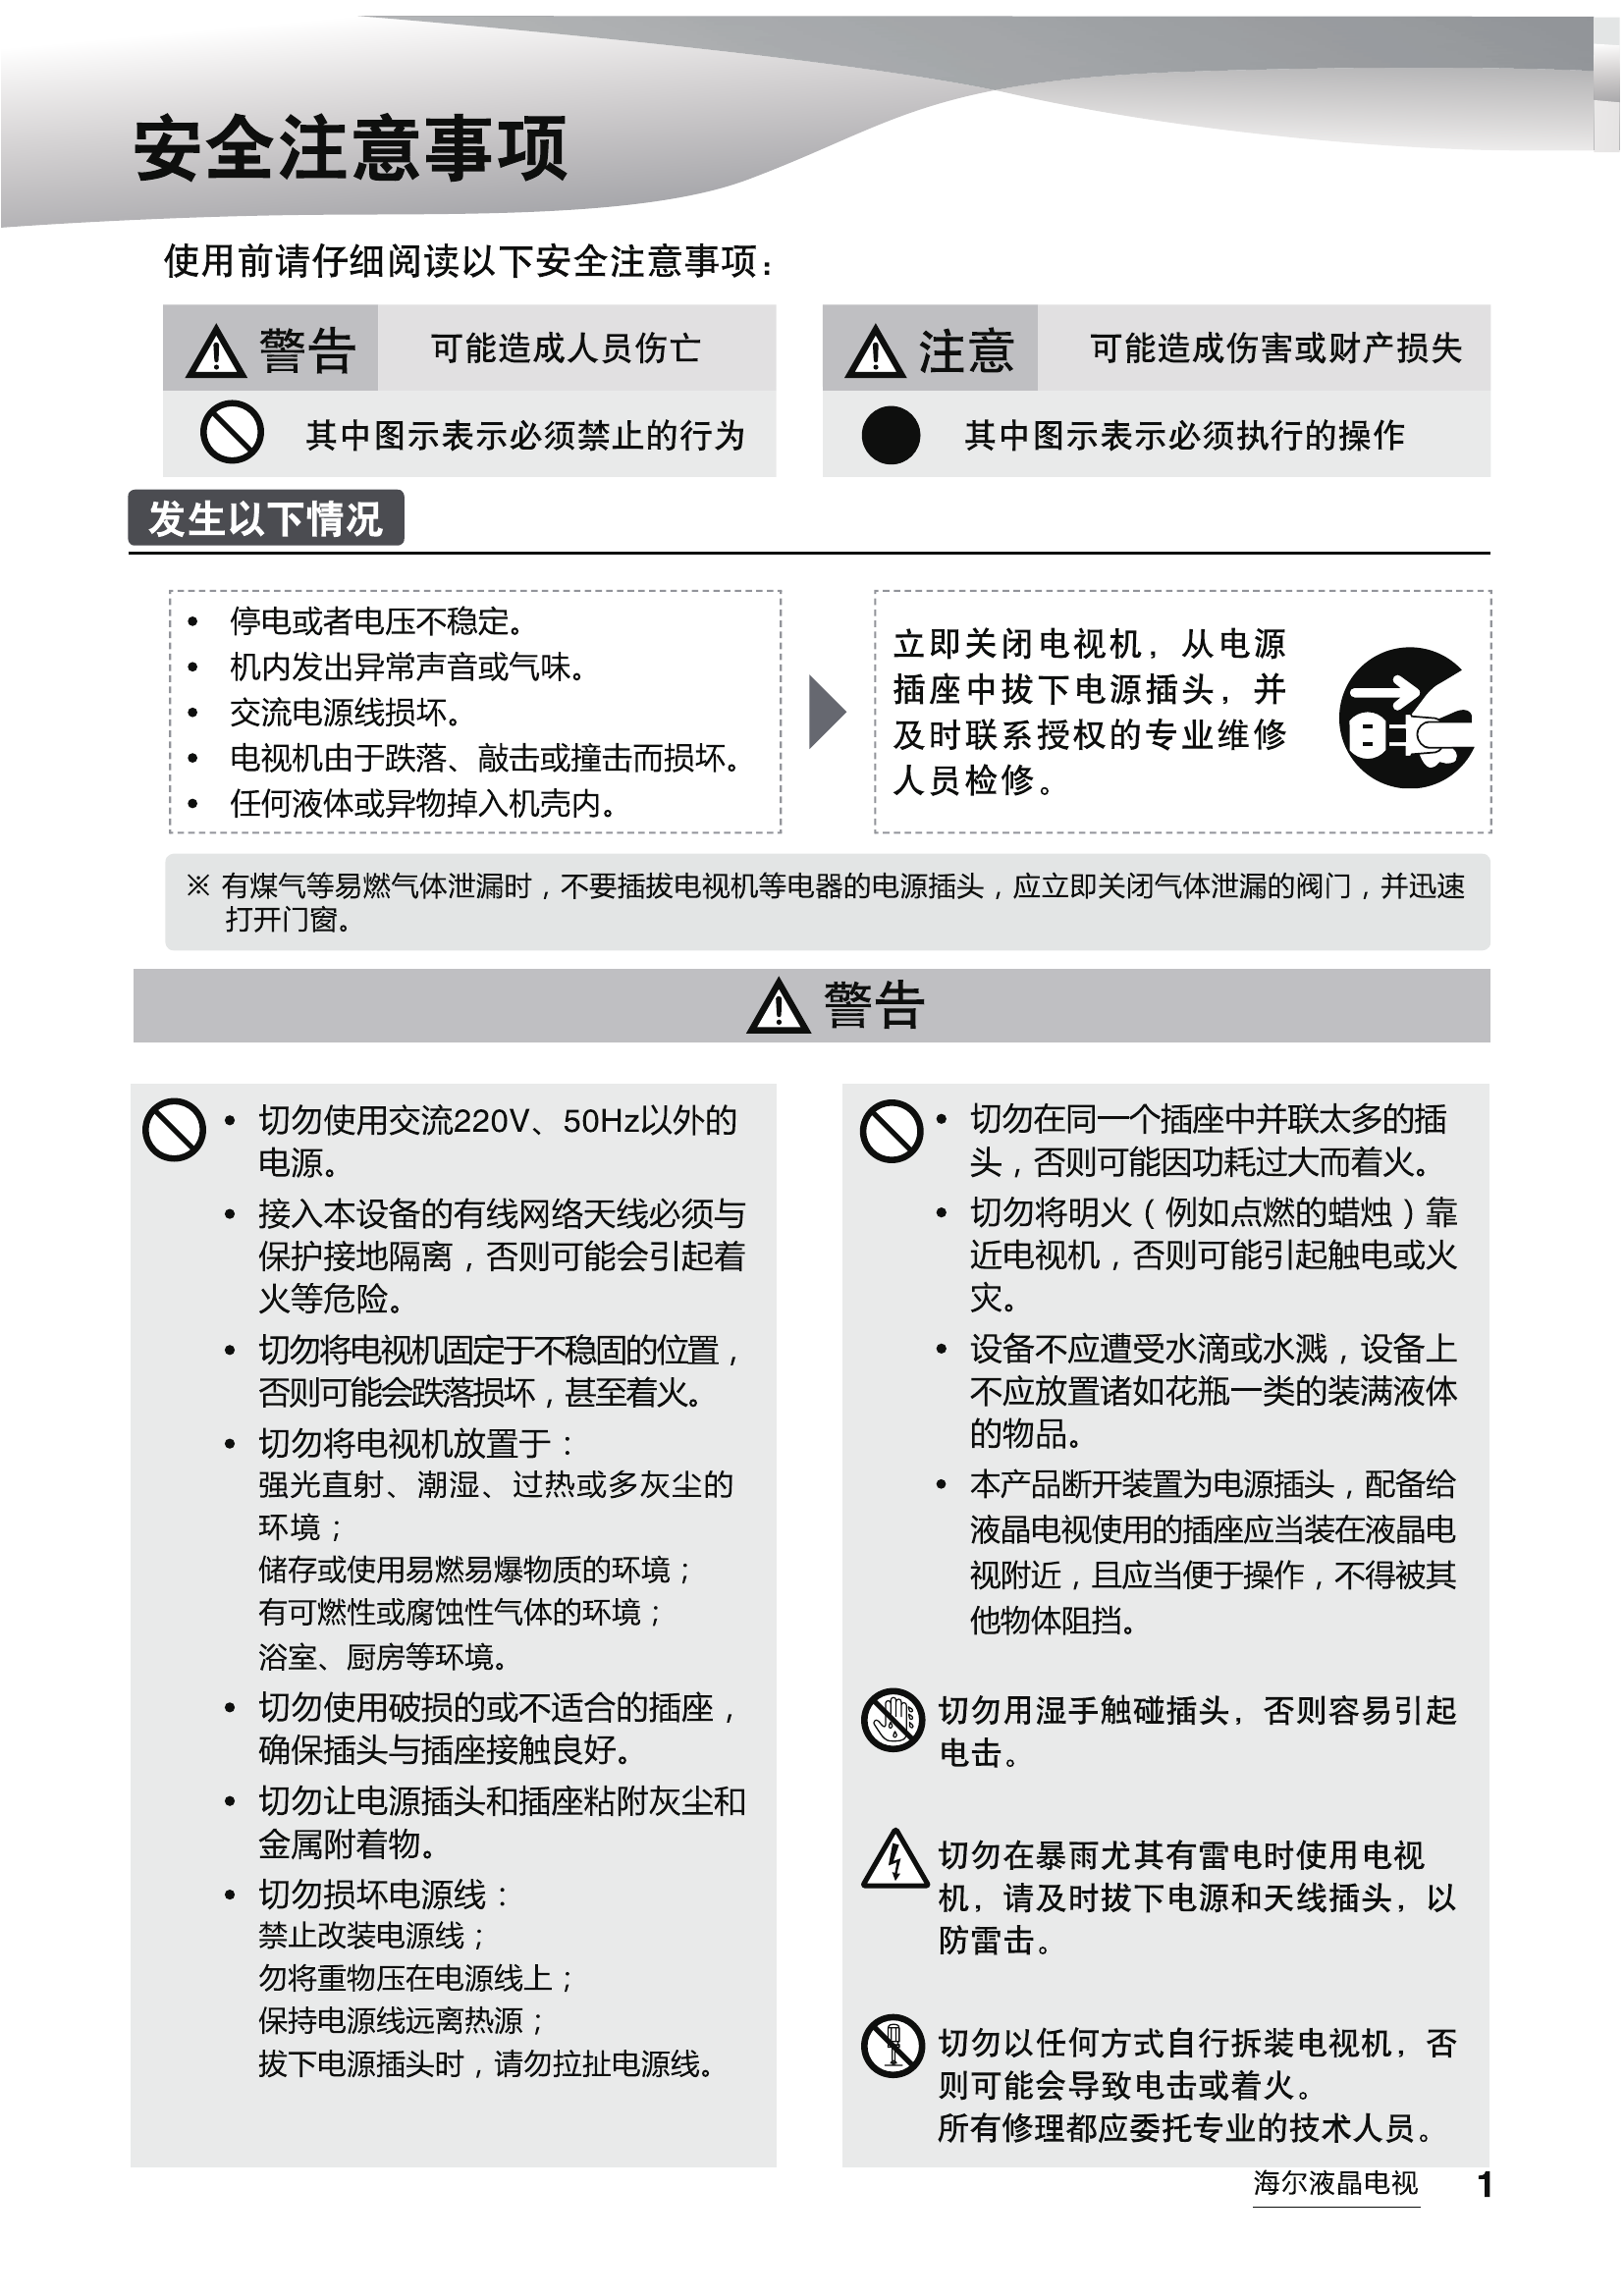 安全注意事项
使用前请仔细阅读以下安全注意事项：
警告
可能造成人员伤亡
其中图示表示必须禁止的行为
注意
可能造成伤害或财产损失
其中图示表示必须执行的操作
发生以下情况
• 停电或者电压不稳定。
• 机内发出异常声音或气味。
• 交流电源线损坏。
• 电视机由于跌落、敲击或撞击而损坏。
• 任何液体或异物掉入机壳内。
立即关闭电视机，从电源
插座中拔下电源插头，并
及时联系授权的专业维修
人员检修。
※ 有煤气等易燃气体泄漏时，不要插拔电视机等电器的电源插头，应立即关闭气体泄漏的阀门，并迅速
打开门窗。
警告
• 切勿使用交流220V、50Hz以外的
电源。
• 接入本设备的有线网络天线必须与
保护接地隔离，否则可能会引起着
火等危险。
• 切勿将电视机固定于不稳固的位置，
否则可能会跌落损坏，甚至着火。
• 切勿将电视机放置于：
强光直射、潮湿、过热或多灰尘的
环境；
储存或使用易燃易爆物质的环境；
有可燃性或腐蚀性气体的环境；
浴室、厨房等环境。
• 切勿使用破损的或不适合的插座，
确保插头与插座接触良好。
• 切勿让电源插头和插座粘附灰尘和
金属附着物。
• 切勿损坏电源线：
禁止改装电源线；
勿将重物压在电源线上；
保持电源线远离热源；
拔下电源插头时，请勿拉扯电源线。
• 切勿在同一个插座中并联太多的插
头，否则可能因功耗过大而着火。
• 切勿将明火（例如点燃的蜡烛）靠
近电视机，否则可能引起触电或火
灾。
• 设备不应遭受水滴或水溅，设备上
不应放置诸如花瓶一类的装满液体
的物品。
• 本产品断开装置为电源插头，配备给
液晶电视使用的插座应当装在液晶电
视附近，且应当便于操作，不得被其
他物体阻挡。
切勿用湿手触碰插头，否则容易引起
电击。
切勿在暴雨尤其有雷电时使用电视
机，请及时拔下电源和天线插头，以
防雷击。
切勿以任何方式自行拆装电视机，否
则可能会导致电击或着火。
所有修理都应委托专业的技术人员。
海尔液晶电视 1